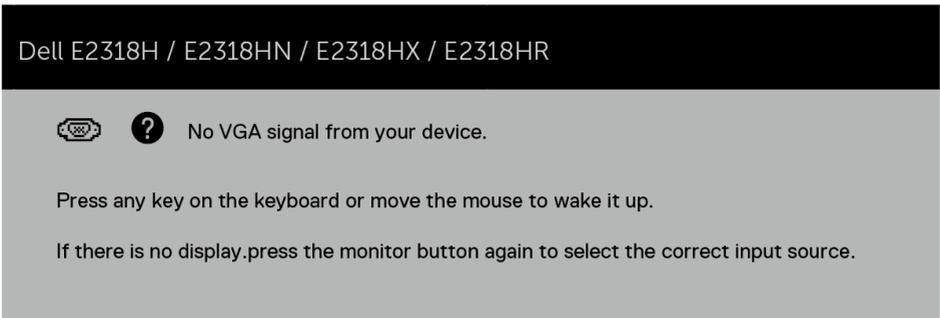 Dell E2318H / E2318HN / E2318HX / E2318HR
No VGA signal from your device.
Press any key on the keyboard or move the mouse to wake it up.
If there is no display.press the monitor button again to select the correct input source.